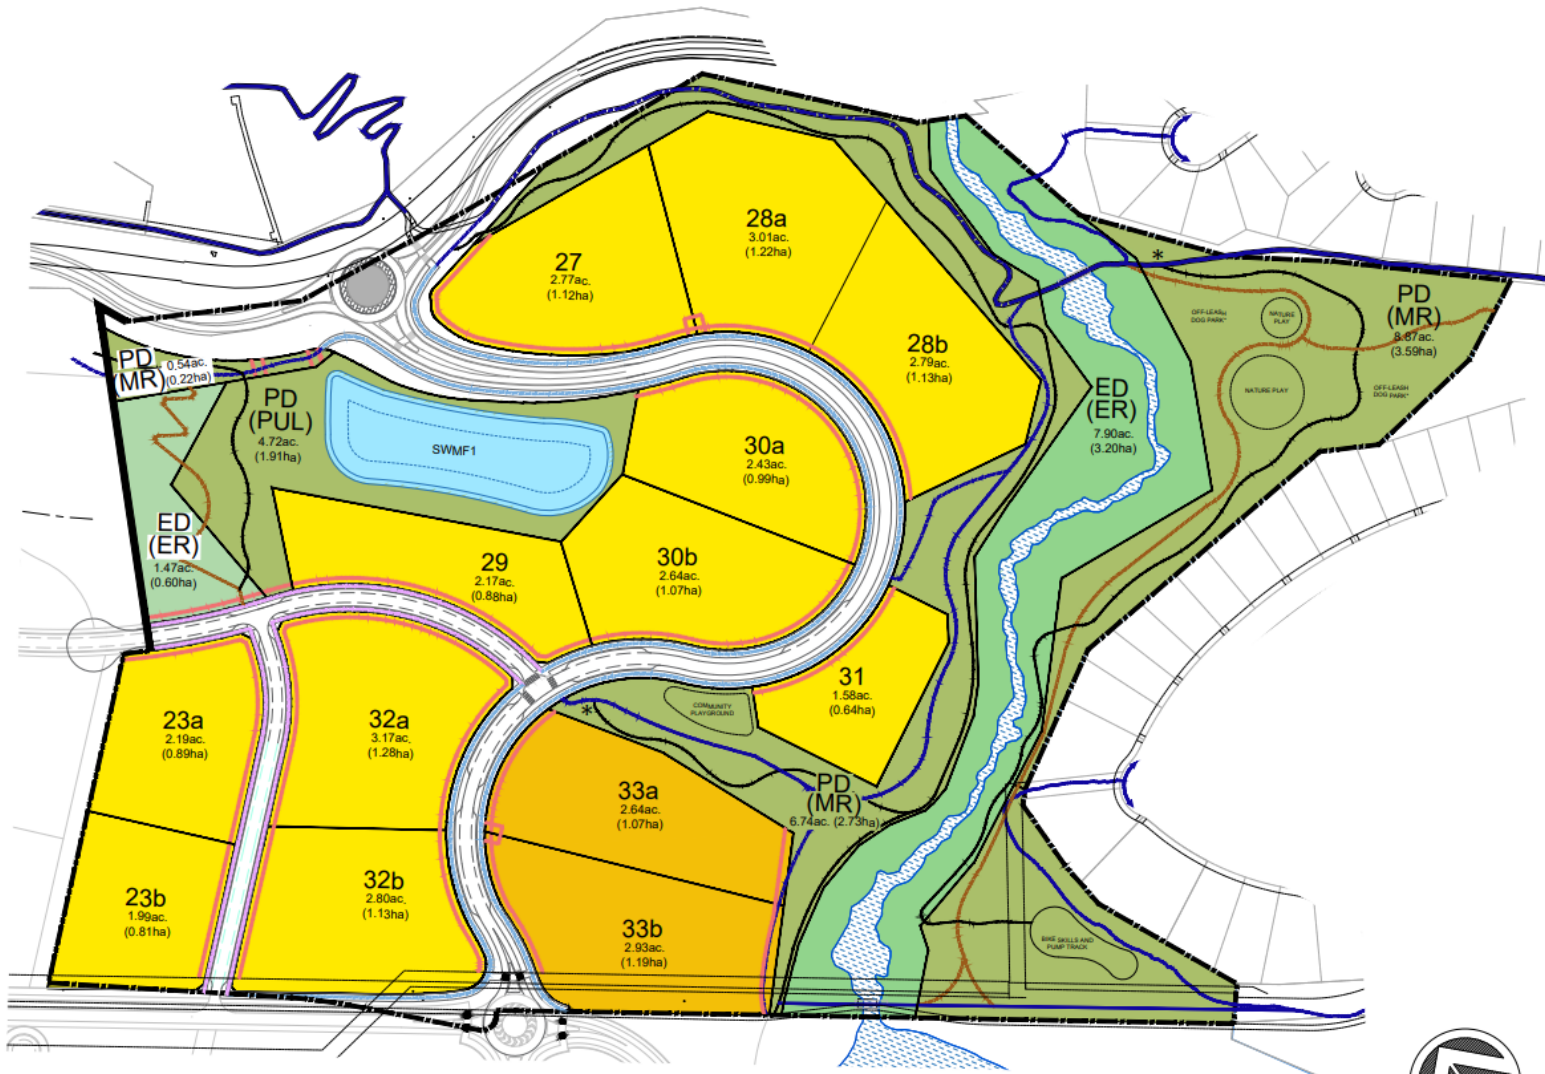 28a
3.01ac.
(1.22ha)
27
2.77ac.
(1.12ha)
*
OFF-LEASH
DOG PARK*
NATURE
PLAY
PD
(MR)
8.87ac.
(3.59ha)
28b
2.79ac.
(1.13ha)
PD
(MR)
0.54ac.
(0.22ha)
NATURE PLAY
OFF-LEASH
DOG PARK*
ED
(ER)
7.90ac.
(3.20ha)
PD
(PUL)
4.72ac.
(1.91ha)
SWMF1
30a
2.43ac.
(0.99ha)
ED
(ER)
1.47ac.
(0.60ha)
29
2.17ac.
(0.88ha)
30b
2.64ac.
(1.07ha)
31
1.58ac.
(0.64ha)
COMMUNITY
PLAYGROUND
*
23a
2.19ac.
(0.89ha)
32a
3.17ac.
(1.28ha)
33a
2.64ac.
(1.07ha)
PD
(MR)
6.74ac. (2.73ha)
23b
1.99ac.
(0.81ha)
32b
2.80ac.
(1.13ha)
33b
2.93ac.
(1.19ha)
BIKE SKILLS AND
PUMP TRACK